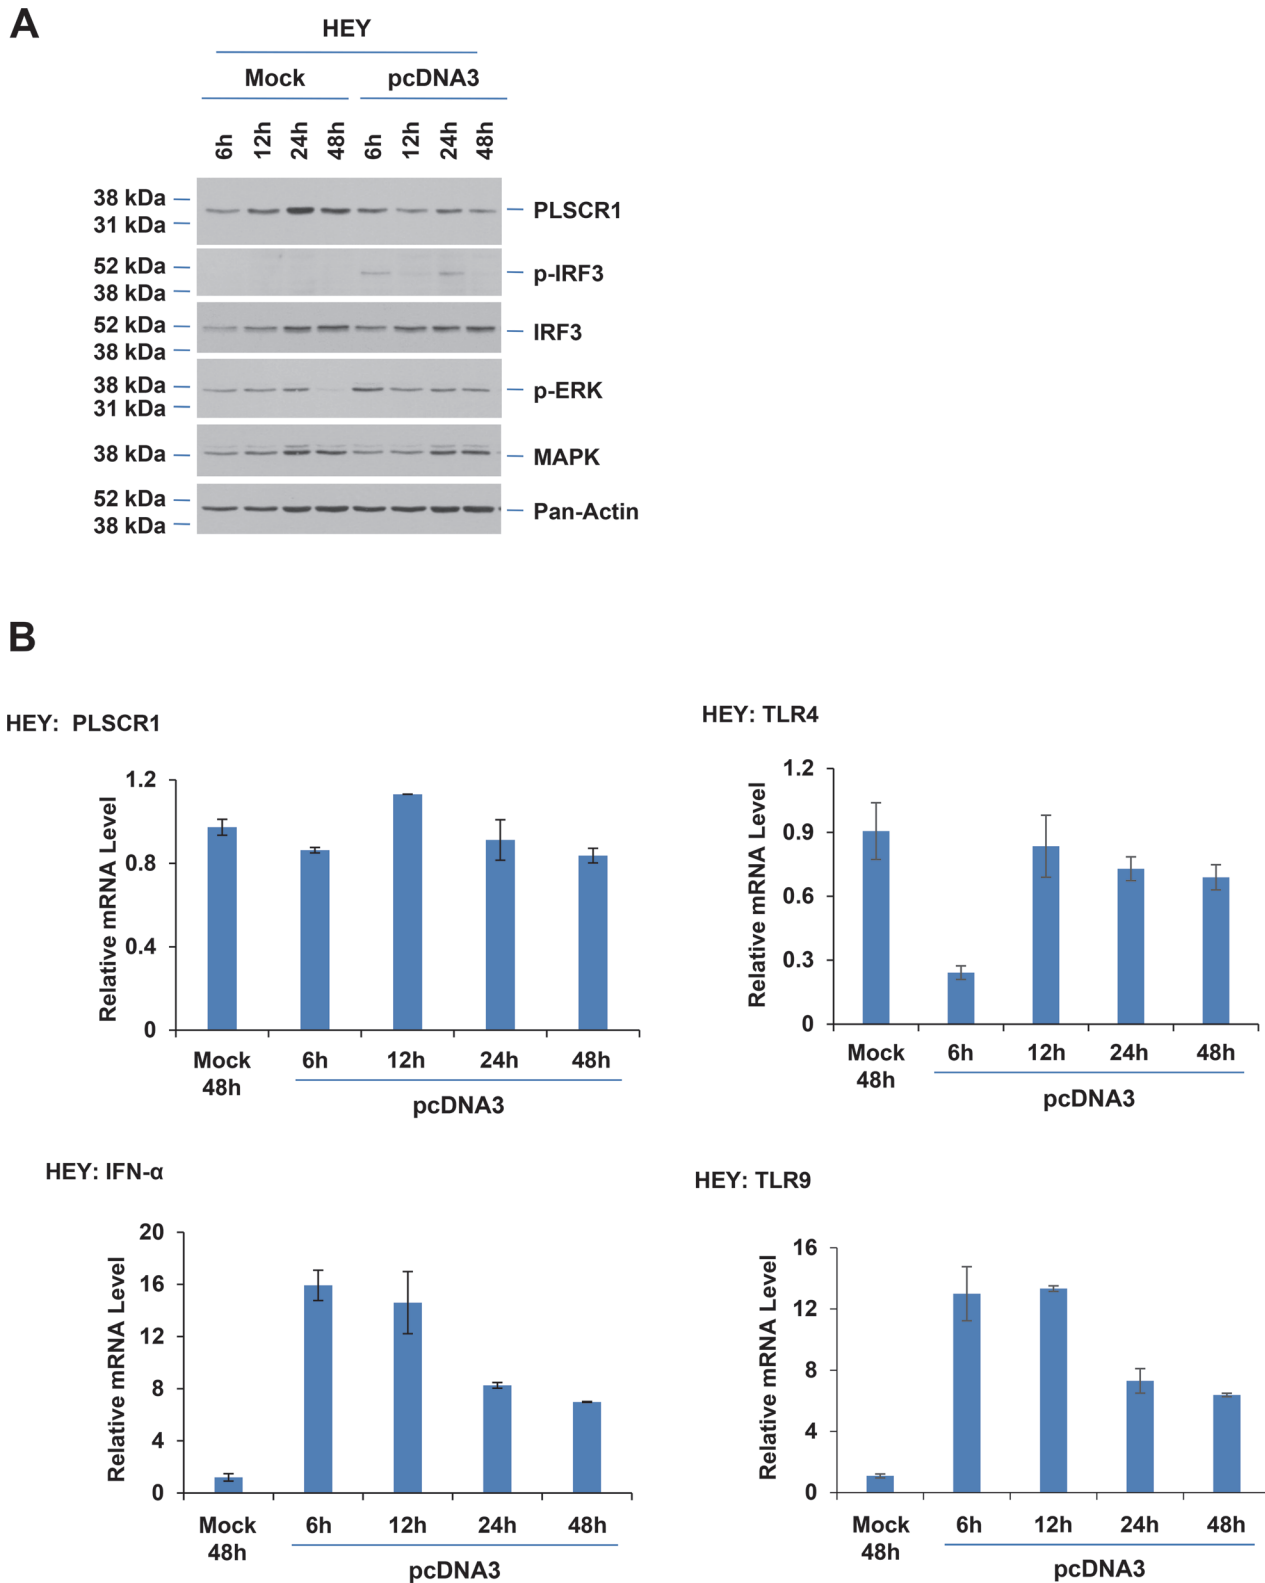 A
HEY
Mock pcDNA3
6h 12h 24h 48h 6h 12h 24h 48h
38 kDa
31 kDa
PLSCR1
52 kDa
38 kDa
p-IRF3
52 kDa
38 kDa
IRF3
38 kDa
31 kDa
p-ERK
38 kDa
MAPK
52 kDa
38 kDa
Pan-Actin
B
HEY: PLSCR1
Relative mRNA Level
1.2
0.8
0.4
0
Mock 48h 6h 12h 24h 48h
pcDNA3
HEY: TLR4
Relative mRNA Level
1.2
0.9
0.6
0.3
0
Mock 48h 6h 12h 24h 48h
pcDNA3
HEY: IFN-α
Relative mRNA Level
20
16
12
8
4
0
Mock 48h 6h 12h 24h 48h
pcDNA3
HEY: TLR9
Relative mRNA Level
16
12
8
4
0
Mock 48h 6h 12h 24h 48h
pcDNA3